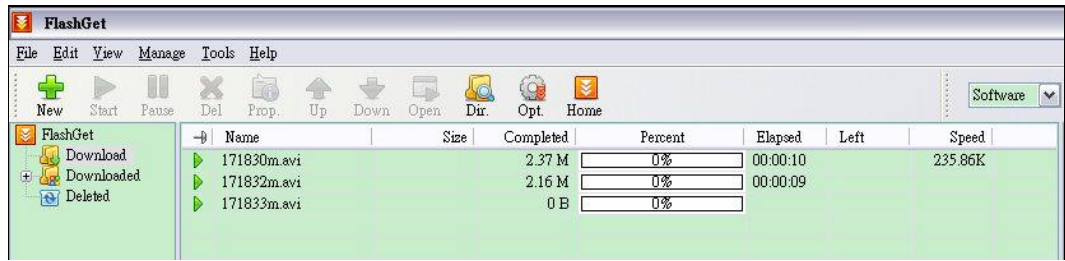 FlashGet
File Edit View Manage Tools Help
New Start Pause Del Prop. Up Down Open Dir. Opt. Home Software
FlashGet
Download
Downloaded
Deleted
Name Size Completed Percent Elapsed Left Speed
171830m.avi 2.37 M 0% 00:00:10 235.86K
171832m.avi 2.16 M 0% 00:00:09
171833m.avi 0 B 0%